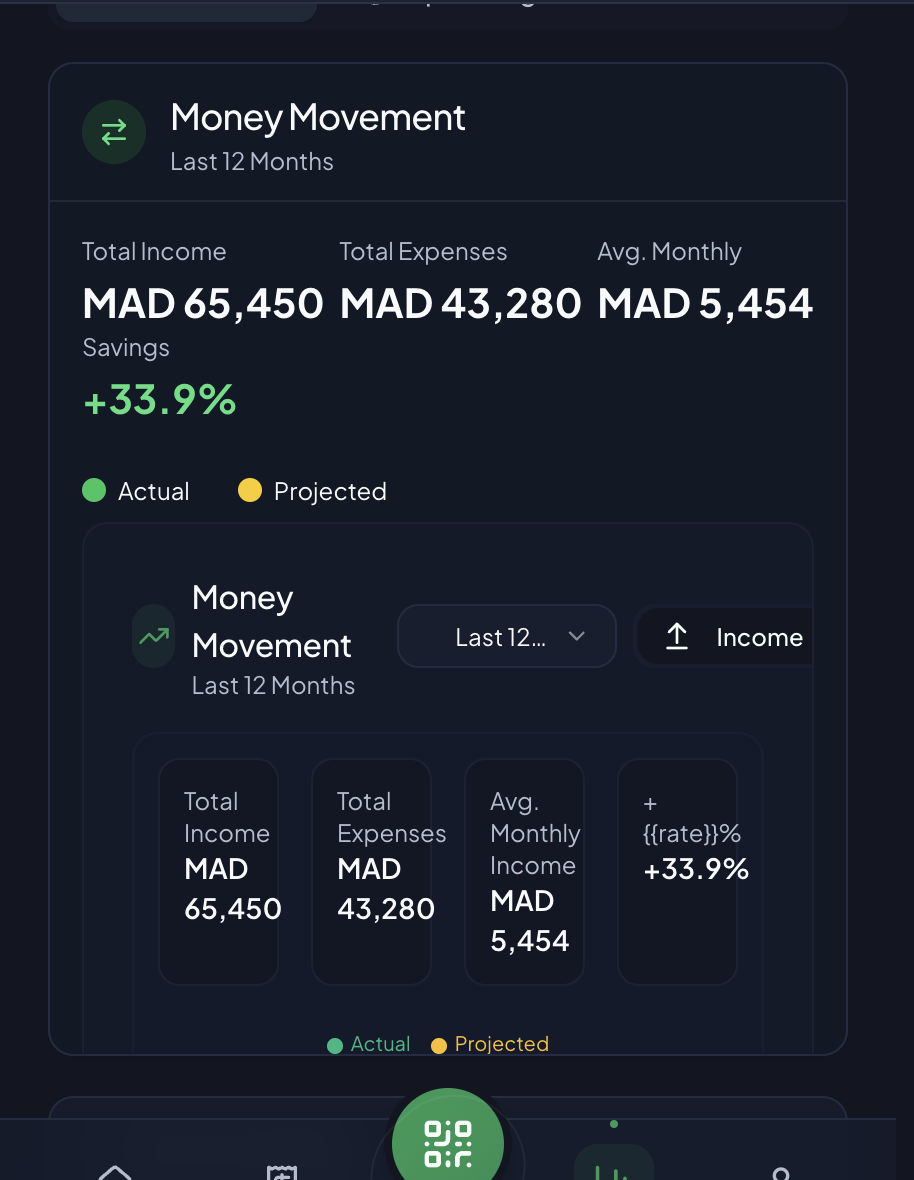 Money Movement
Last 12 Months
Total Income Total Expenses Avg. Monthly
MAD 65,450 MAD 43,280 MAD 5,454
Savings
+33.9%
Actual Projected
Money
Movement
Last 12 Months
Last 12... Income
Total
Income
MAD
65,450
Total
Expenses
MAD
43,280
Avg.
Monthly
Income
MAD
5,454
+
{{rate}}%
+33.9%
Actual Projected